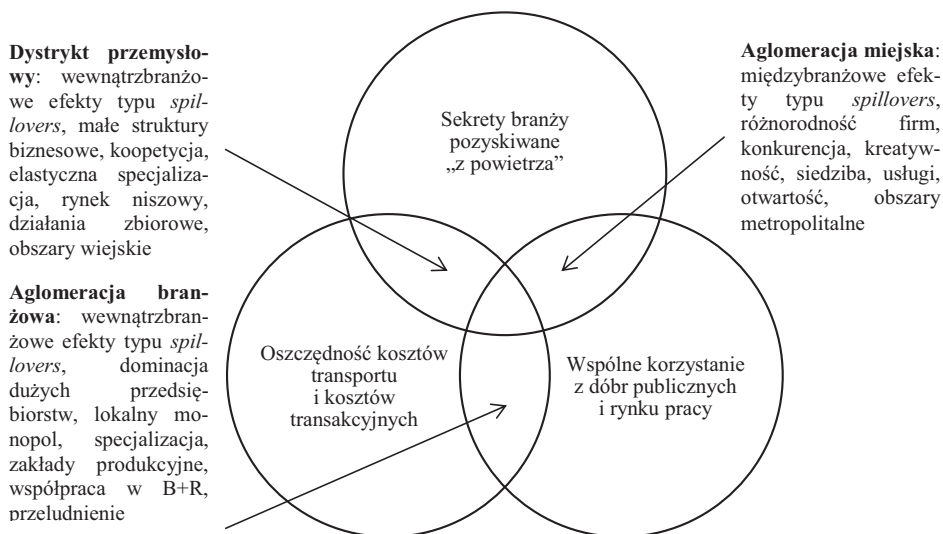 Dystrykt przemysło-
wy: wewnątrzbranżo-
we efekty typu spil-
lovers, małe struktury
biznesowe, koopetycja,
elastyczna specjaliza-
cja, rynek niszowy,
działania zbiorowe,
obszary wiejskie
Aglomeracja bran-
żowa: wewnątrzbran-
żowe efekty typu spil-
lovers, dominacja
dużych przedsię-
biorstw, lokalny mo-
nopol, specjalizacja,
zakłady produkcyjne,
współpraca w B+R,
przeludnienie
Sekrety branży
pozyskiwane
„z powietrza”
Oszczędność kosztów
transportu
i kosztów
transakcyjnych
Wspólne korzystanie
z dóbr publicznych
i rynku pracy
Aglomeracja miejska:
międzybranżowe efek-
ty typu spillovers,
różnorodność firm,
konkurencja, kreatyw-
ność, siedziba, usługi,
otwartość, obszary
metropolitalne